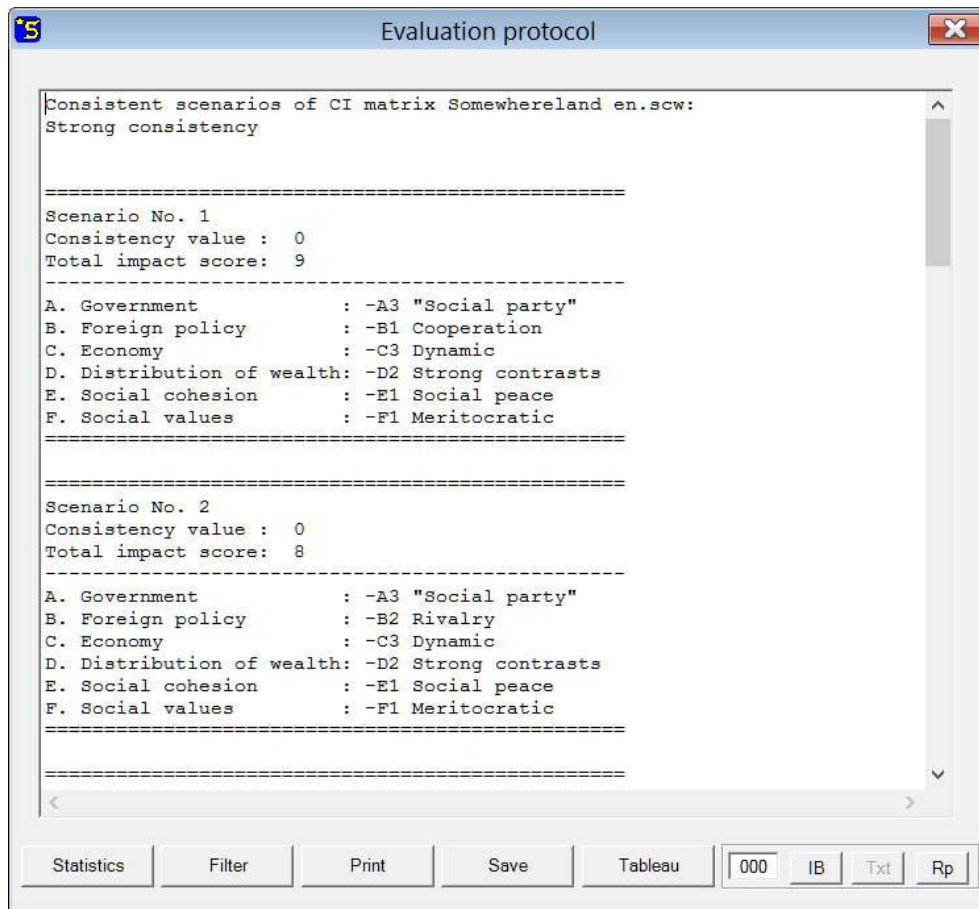 Evaluation protocol
Consistent scenarios of CI matrix Somewhereland en.scw:
Strong consistency
=================================================
Scenario No. 1
Consistency value :  0
Total impact score:  9
-------------------------------------------------
A. Government            : -A3 "Social party"
B. Foreign policy        : -B1 Cooperation
C. Economy               : -C3 Dynamic
D. Distribution of wealth: -D2 Strong contrasts
E. Social cohesion       : -E1 Social peace
F. Social values         : -F1 Meritocratic
=================================================
=================================================
Scenario No. 2
Consistency value :  0
Total impact score:  8
-------------------------------------------------
A. Government            : -A3 "Social party"
B. Foreign policy        : -B2 Rivalry
C. Economy               : -C3 Dynamic
D. Distribution of wealth: -D2 Strong contrasts
E. Social cohesion       : -E1 Social peace
F. Social values         : -F1 Meritocratic
=================================================
=================================================
Statistics Filter Print Save Tableau 000 IB Txt Rp